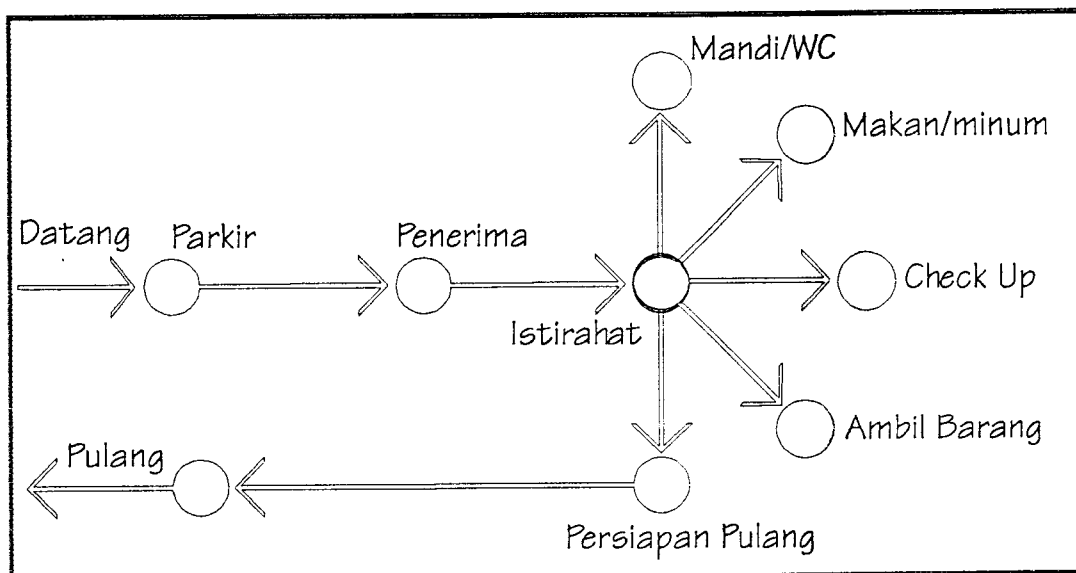 Mandi/WC
Makan/minum
Datang
Parkir
Penerima
Check Up
Istirahat
Ambil Barang
Pulang
Persiapan Pulang